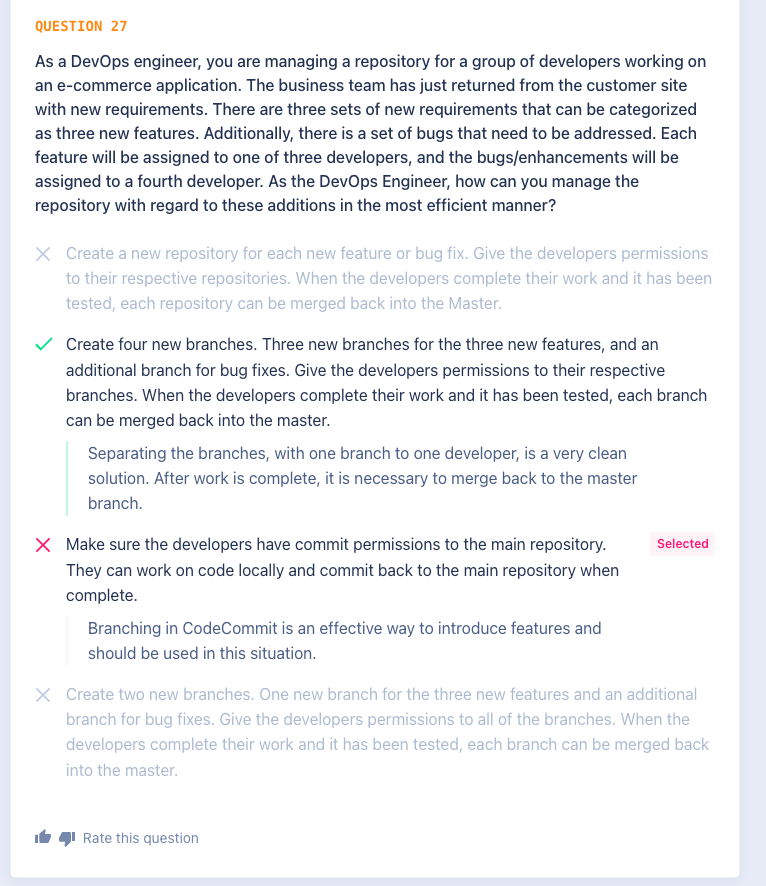 QUESTION 27
As a DevOps engineer, you are managing a repository for a group of developers working on
an e-commerce application. The business team has just returned from the customer site
with new requirements. There are three sets of new requirements that can be categorized
as three new features. Additionally, there is a set of bugs that need to be addressed. Each
feature will be assigned to one of three developers, and the bugs/enhancements will be
assigned to a fourth developer. As the DevOps Engineer, how can you manage the
repository with regard to these additions in the most efficient manner?
Create a new repository for each new feature or bug fix. Give the developers permissions
to their respective repositories. When the developers complete their work and it has been
tested, each repository can be merged back into the Master.
Create four new branches. Three new branches for the three new features, and an
additional branch for bug fixes. Give the developers permissions to their respective
branches. When the developers complete their work and it has been tested, each branch
can be merged back into the master.
Separating the branches, with one branch to one developer, is a very clean
solution. After work is complete, it is necessary to merge back to the master
branch.
Make sure the developers have commit permissions to the main repository.
Selected
They can work on code locally and commit back to the main repository when
complete.
Branching in CodeCommit is an effective way to introduce features and
should be used in this situation.
Create two new branches. One new branch for the three new features and an additional
branch for bug fixes. Give the developers permissions to all of the branches. When the
developers complete their work and it has been tested, each branch can be merged back
into the master.
Rate this question